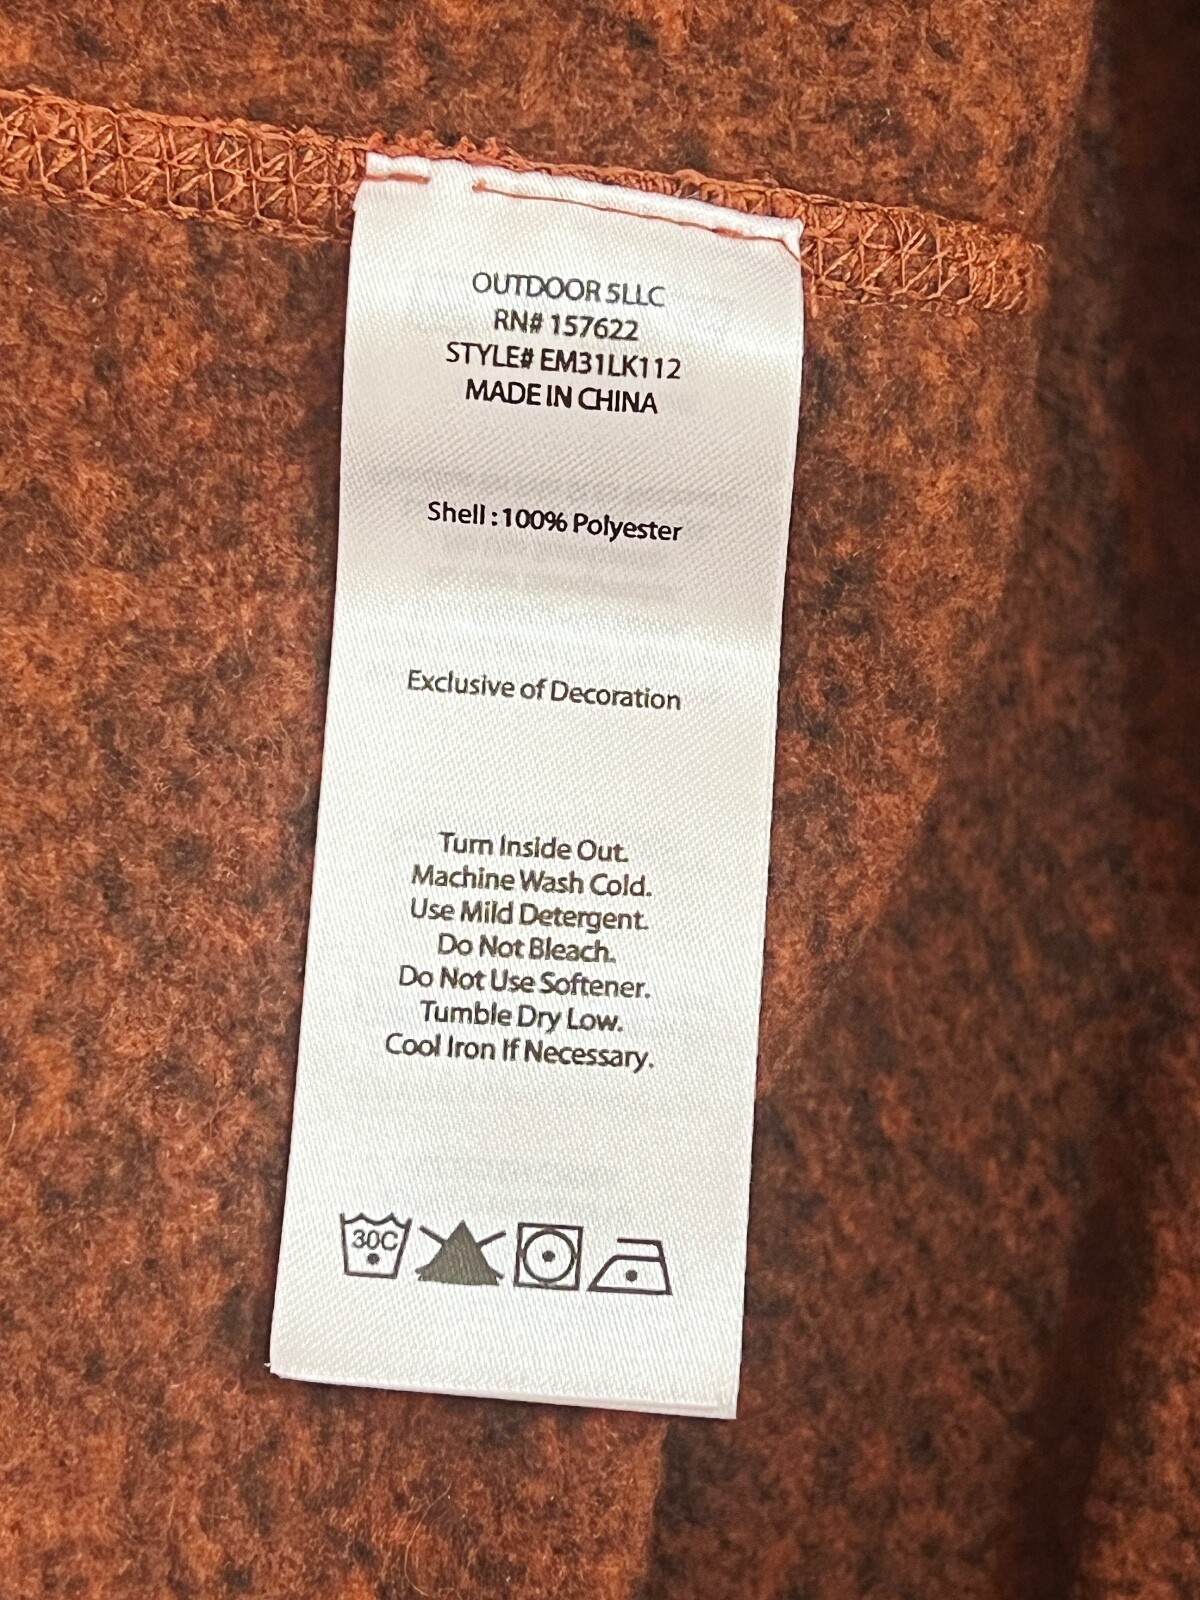 OUTDOOR 5LLC
RN# 157622
STYLE# EM31LK112
MADE IN CHINA
Shell : 100% Polyester
Exclusive of Decoration
Turn Inside Out.
Machine Wash Cold.
Use Mild Detergent.
Do Not Bleach.
Do Not Use Softener.
Tumble Dry Low.
Cool Iron If Necessary.
30C